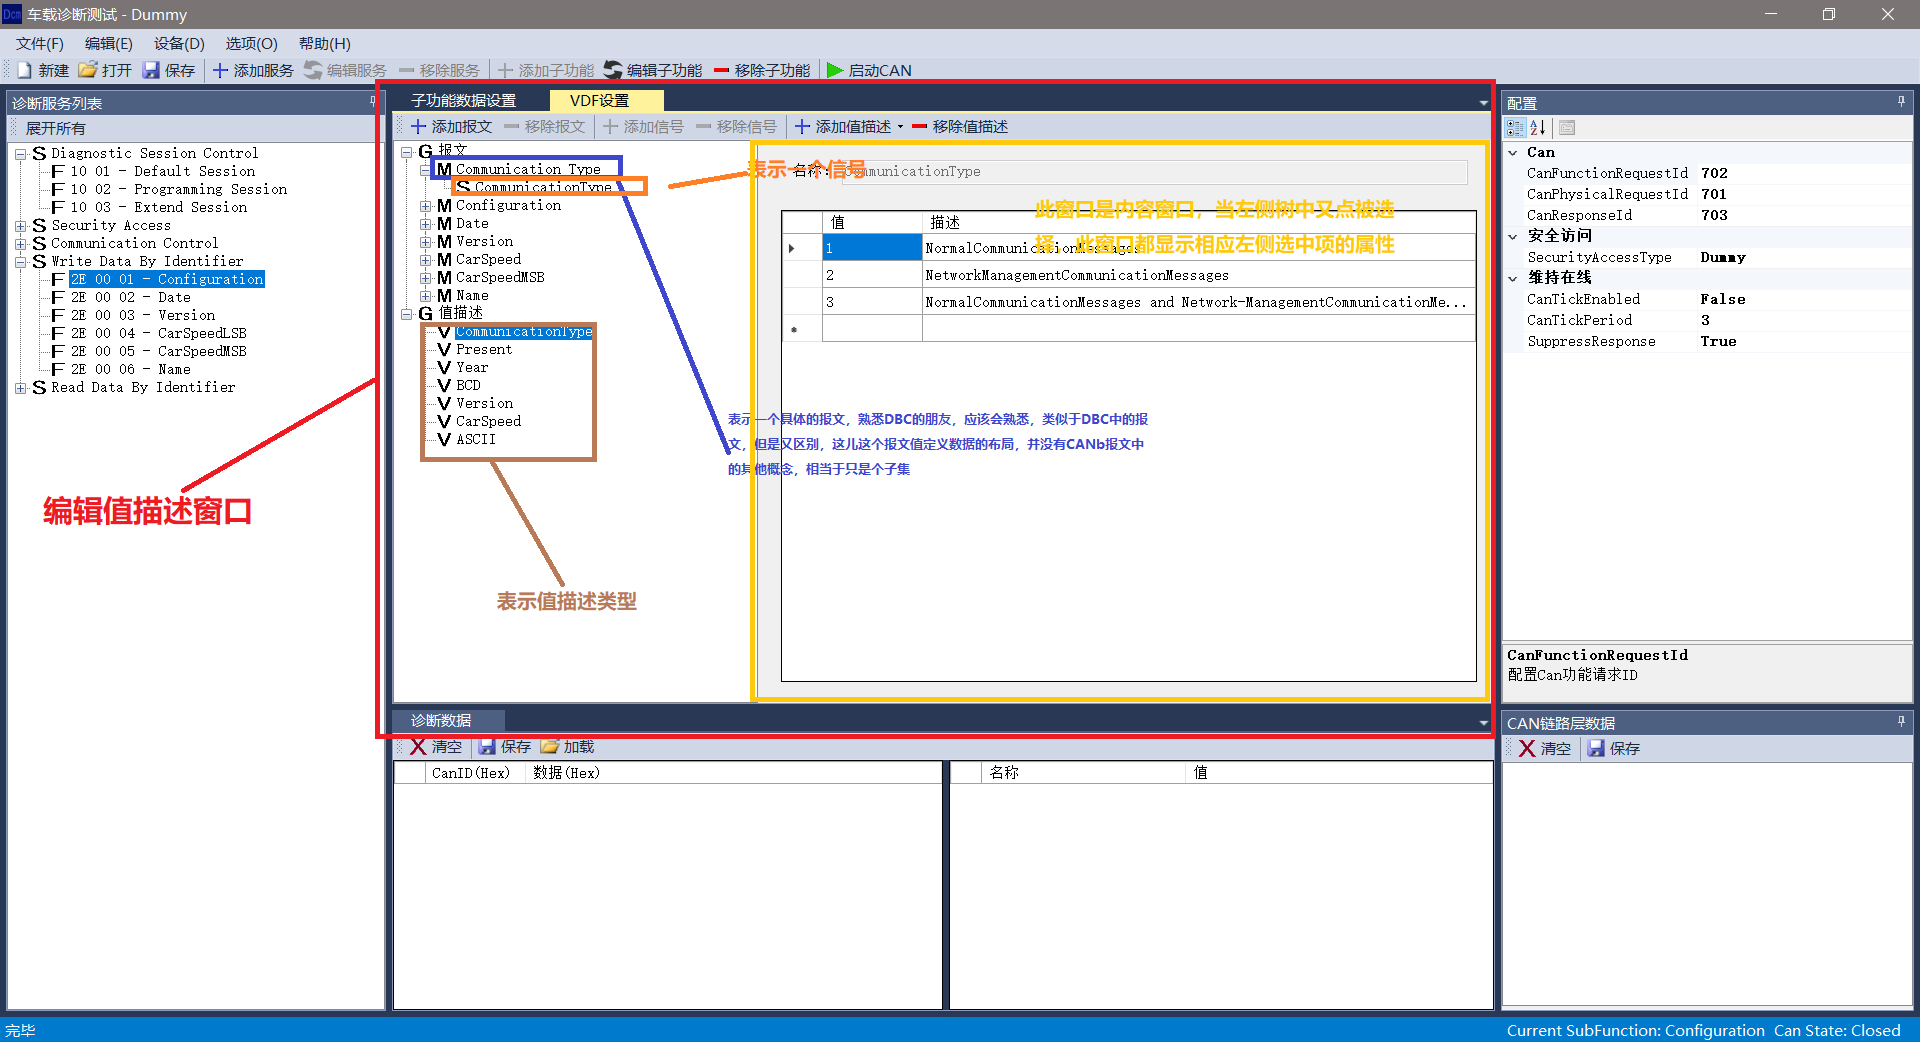 Dcm 车载诊断测试 - Dummy
文件(F) 编辑(E) 设备(D) 选项(O) 帮助(H)
新建 打开 保存 添加服务 编辑服务 移除服务 添加子功能 编辑子功能 移除子功能 启动CAN
诊断服务列表
展开所有
S Diagnostic Session Control
F 10 01 - Default Session
F 10 02 - Programming Session
F 10 03 - Extend Session
S Security Access
S Communication Control
S Write Data By Identifier
F 2E 00 01 - Configuration
F 2E 00 02 - Date
F 2E 00 03 - Version
F 2E 00 04 - CarSpeedLSB
F 2E 00 05 - CarSpeedMSB
F 2E 00 06 - Name
S Read Data By Identifier
编辑值描述窗口
子功能数据设置 VDF设置
添加报文 移除报文 添加信号 移除信号 添加值描述 移除值描述
G 报文
M Communication Type
S CommunicationType
M Configuration
M Date
M Version
M CarSpeed
M CarSpeedMSB
M Name
G 值描述
V CommunicationType
V Present
V Year
V BCD
V Version
V CarSpeed
V ASCII
表示值描述类型
表示一个信号
名称: CommunicationType
此窗口是内容窗口，当左侧树中又点被选
择，此窗口都显示相应左侧选中项的属性
值 描述
1 NormalCommunicationMessages
2 NetworkManagementCommunicationMessages
3 NormalCommunicationMessages and Network-ManagementCommunicationMe...
*
表示一个具体的报文，熟悉DBC的朋友，应该会熟悉，类似于DBC中的报
文，但是又区别，这儿这个报文值定义数据的布局，并没有CANb报文中
的其他概念，相当于只是个子集
诊断数据
清空 保存 加载
CanID(Hex) 数据(Hex)
名称 值
配置
Can
CanFunctionRequestId 702
CanPhysicalRequestId 701
CanResponseId 703
安全访问
SecurityAccessType Dummy
维持在线
CanTickEnabled False
CanTickPeriod 3
SuppressResponse True
CanFunctionRequestId
配置Can功能请求ID
CAN链路层数据
清空 保存
完毕
Current SubFunction: Configuration Can State: Closed